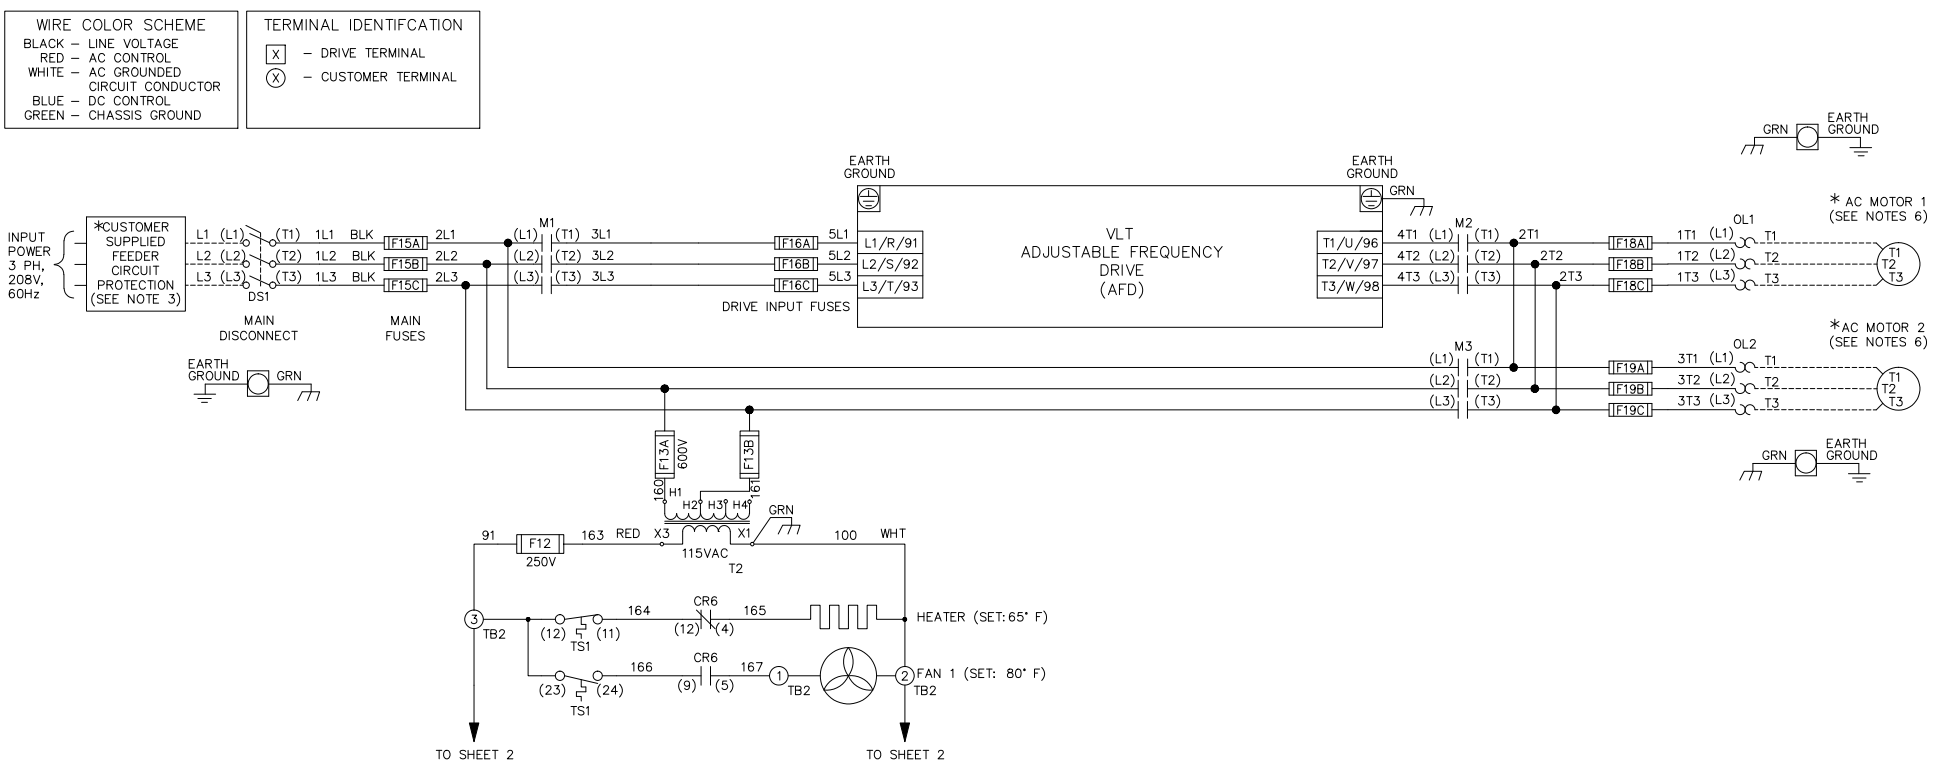 WIRE COLOR SCHEME
BLACK – LINE VOLTAGE
RED – AC CONTROL
WHITE – AC GROUNDED
CIRCUIT CONDUCTOR
BLUE – DC CONTROL
GREEN – CHASSIS GROUND
TERMINAL IDENTIFCATION
X – DRIVE TERMINAL
X – CUSTOMER TERMINAL
GRN
EARTH
GROUND
EARTH
GROUND
EARTH
GROUND
GRN
* AC MOTOR 1
(SEE NOTES 6)
INPUT
POWER
3 PH,
208V,
60Hz
*CUSTOMER
SUPPLIED
FEEDER
CIRCUIT
PROTECTION
(SEE NOTE 3)
L1 (L1) (T1) 1L1 BLK F15A 2L1 (L1) M1 (T1) 3L1 F16A 5L1 L1/R/91
L2 (L2) (T2) 1L2 BLK F15B 2L2 (L2) (T2) 3L2 F16B 5L2 L2/S/92
L3 (L3) (T3) 1L3 BLK F15C 2L3 (L3) (T3) 3L3 F16C 5L3 L3/T/93
DS1
MAIN
DISCONNECT
MAIN
FUSES
DRIVE INPUT FUSES
VLT
ADJUSTABLE FREQUENCY
DRIVE
(AFD)
T1/U/96 4T1 (L1) M2 (T1) 2T1 F18A 1T1 (L1) OL1 T1
T2/V/97 4T2 (L2) (T2) 2T2 F18B 1T2 (L2) T2
T3/W/98 4T3 (L3) (T3) 2T3 F18C 1T3 (L3) T3
T1
T2
T3
*AC MOTOR 2
(SEE NOTES 6)
EARTH
GROUND
GRN
(L1) M3 (T1) F19A 3T1 (L1) OL2 T1
(L2) (T2) F19B 3T2 (L2) T2
(L3) (T3) F19C 3T3 (L3) T3
T1
T2
T3
GRN
EARTH
GROUND
F13A
600V
F13B
160
161
H1
H2 H3 H4
GRN
91 F12 163 RED X3 X1 100 WHT
250V
115VAC
T2
3
TB2
164 CR6 165
HEATER (SET:65° F)
(12) (11) (12) (4)
TS1
166 CR6 167 1
2 FAN 1 (SET: 80° F)
(23) (24) (9) (5) TB2 TB2
TS1
TO SHEET 2
TO SHEET 2